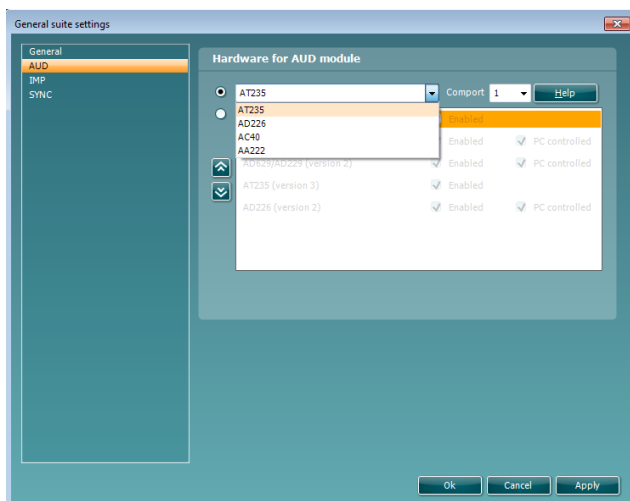 General suite settings
General
AUD
IMP
SYNC
Hardware for AUD module
AT235 Comport 1 Help
AT235
AD226
AC40
AA222
Enabled
Enabled PC controlled
AD629/AD229 (version 2) Enabled PC controlled
AT235 (version 3) Enabled
AD226 (version 2) Enabled PC controlled
Ok Cancel Apply